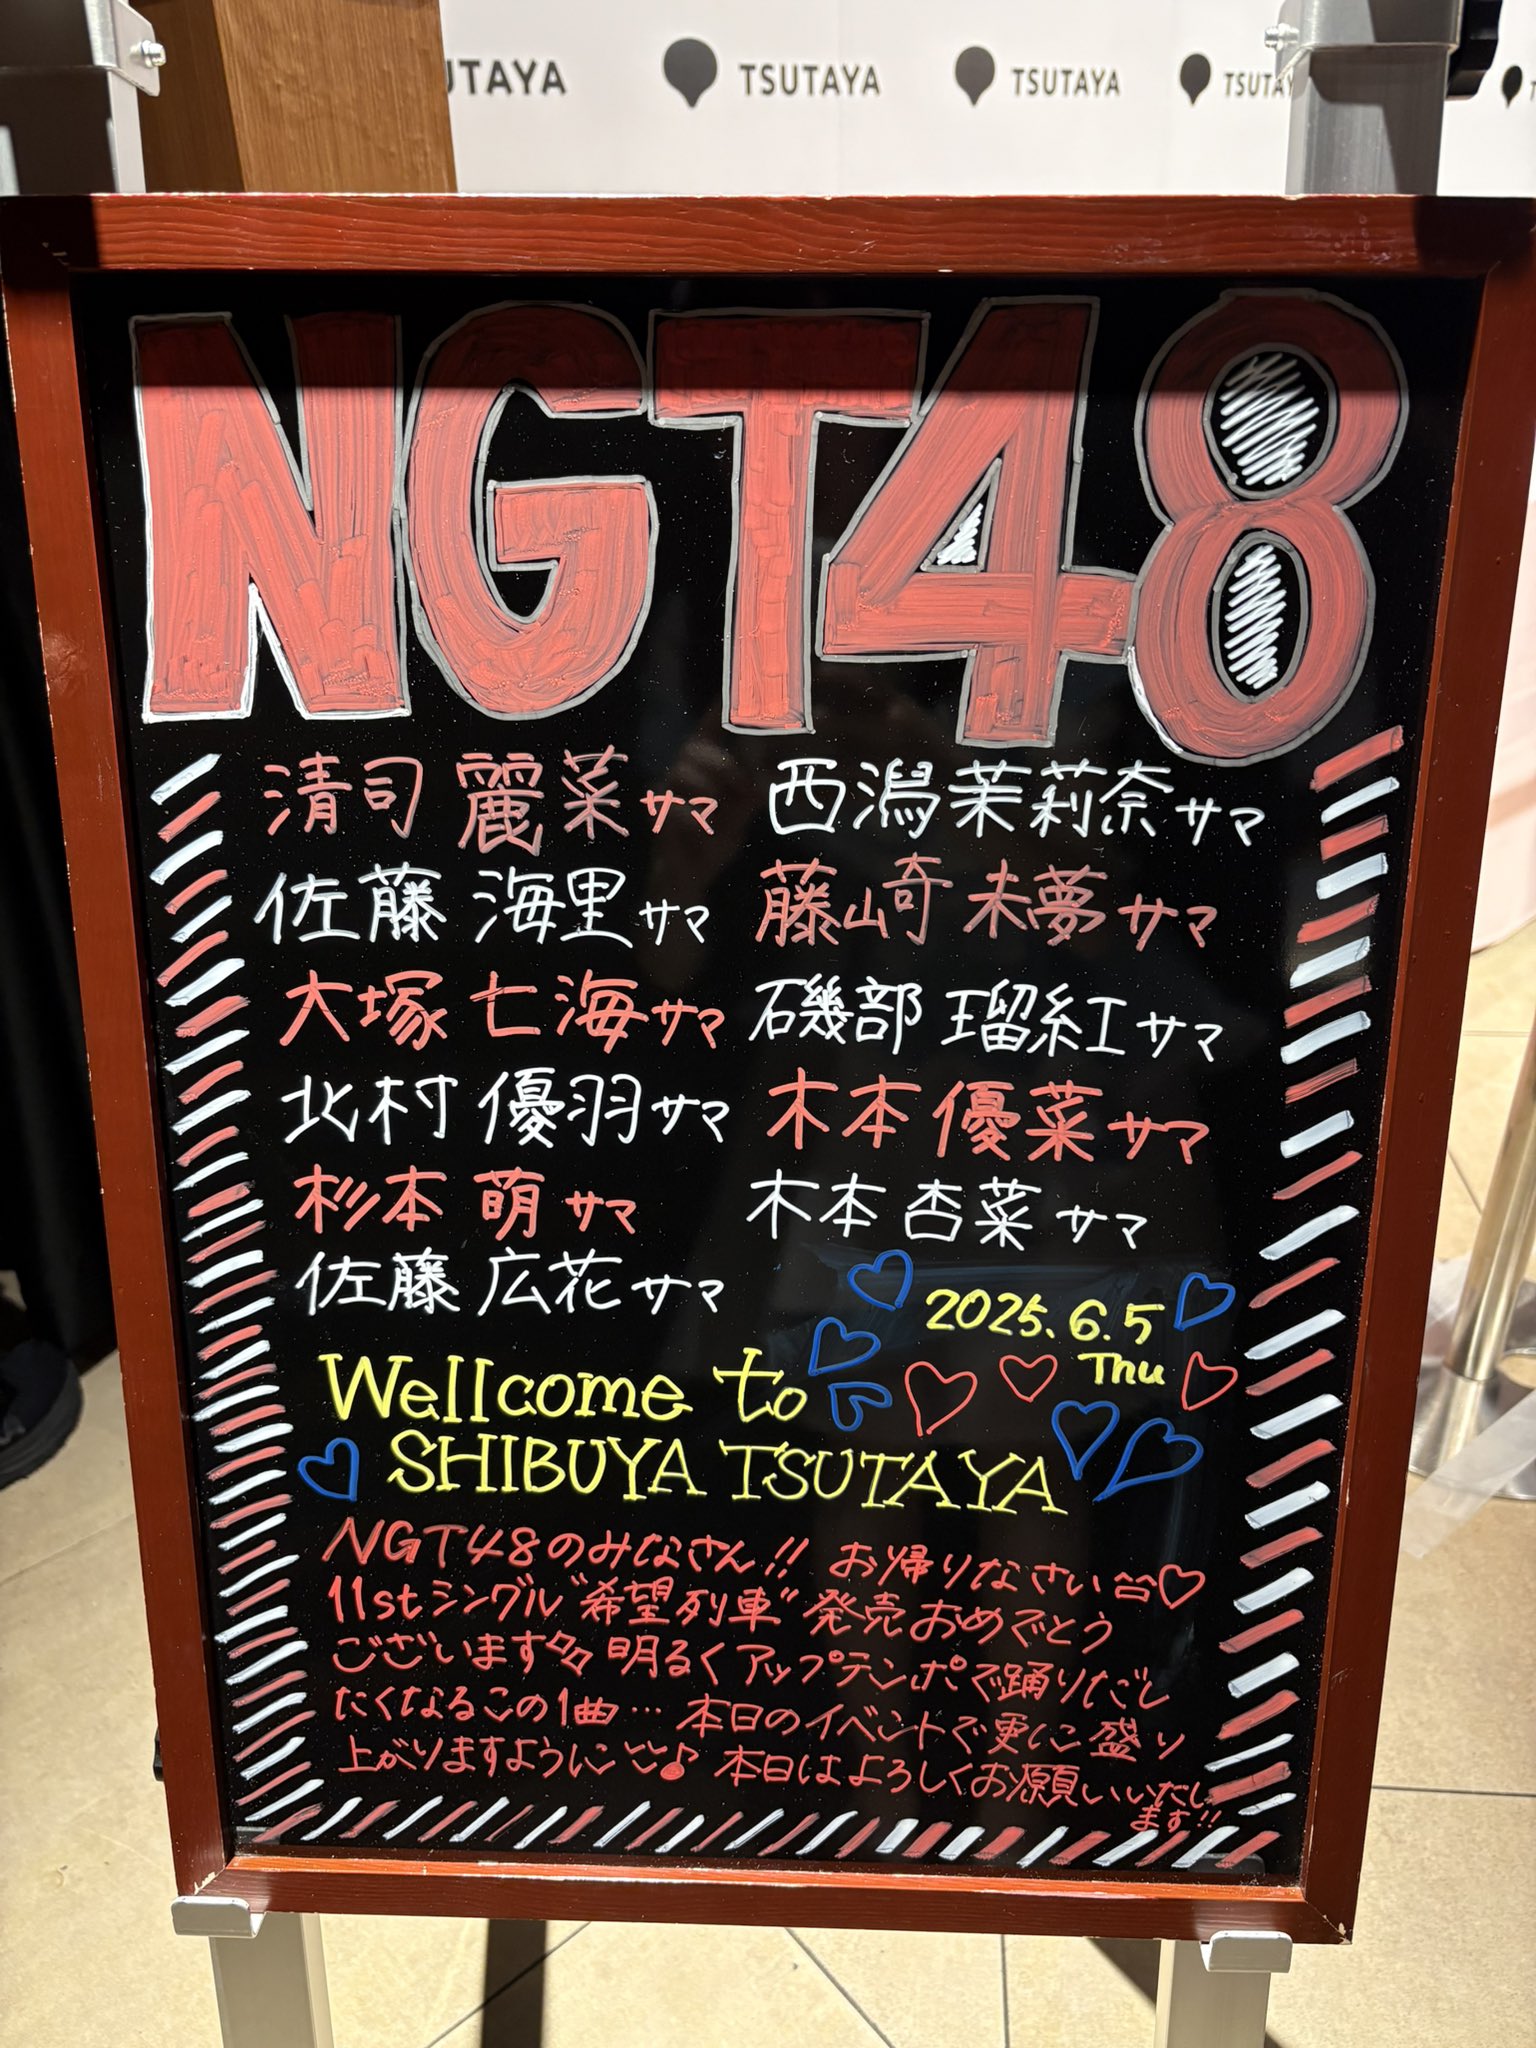 TSUTAYA TSUTAYA TSUTAYA
NGT48
清司 麗菜サマ 西潟 茉莉奈サマ
佐藤 海里サマ 藤崎 未夢サマ
大塚 七海サマ 磯部 瑠紅サマ
北村 優羽サマ 木本 優菜サマ
杉本 萌サマ 木本 杏菜サマ
佐藤 広花サマ
2025.6.5
Thu
Wellcome to
SHIBUYA TSUTAYA
NGT48のみなさん!! お帰りなさい♡
11stシングル"希望列車"発売おめでとう
ございます 明るくアップテンポで踊りだし
たくなるこの1曲… 本日のイベントで更に盛り
上がりますように♪ 本日はよろしくお願いいたし
ます!!